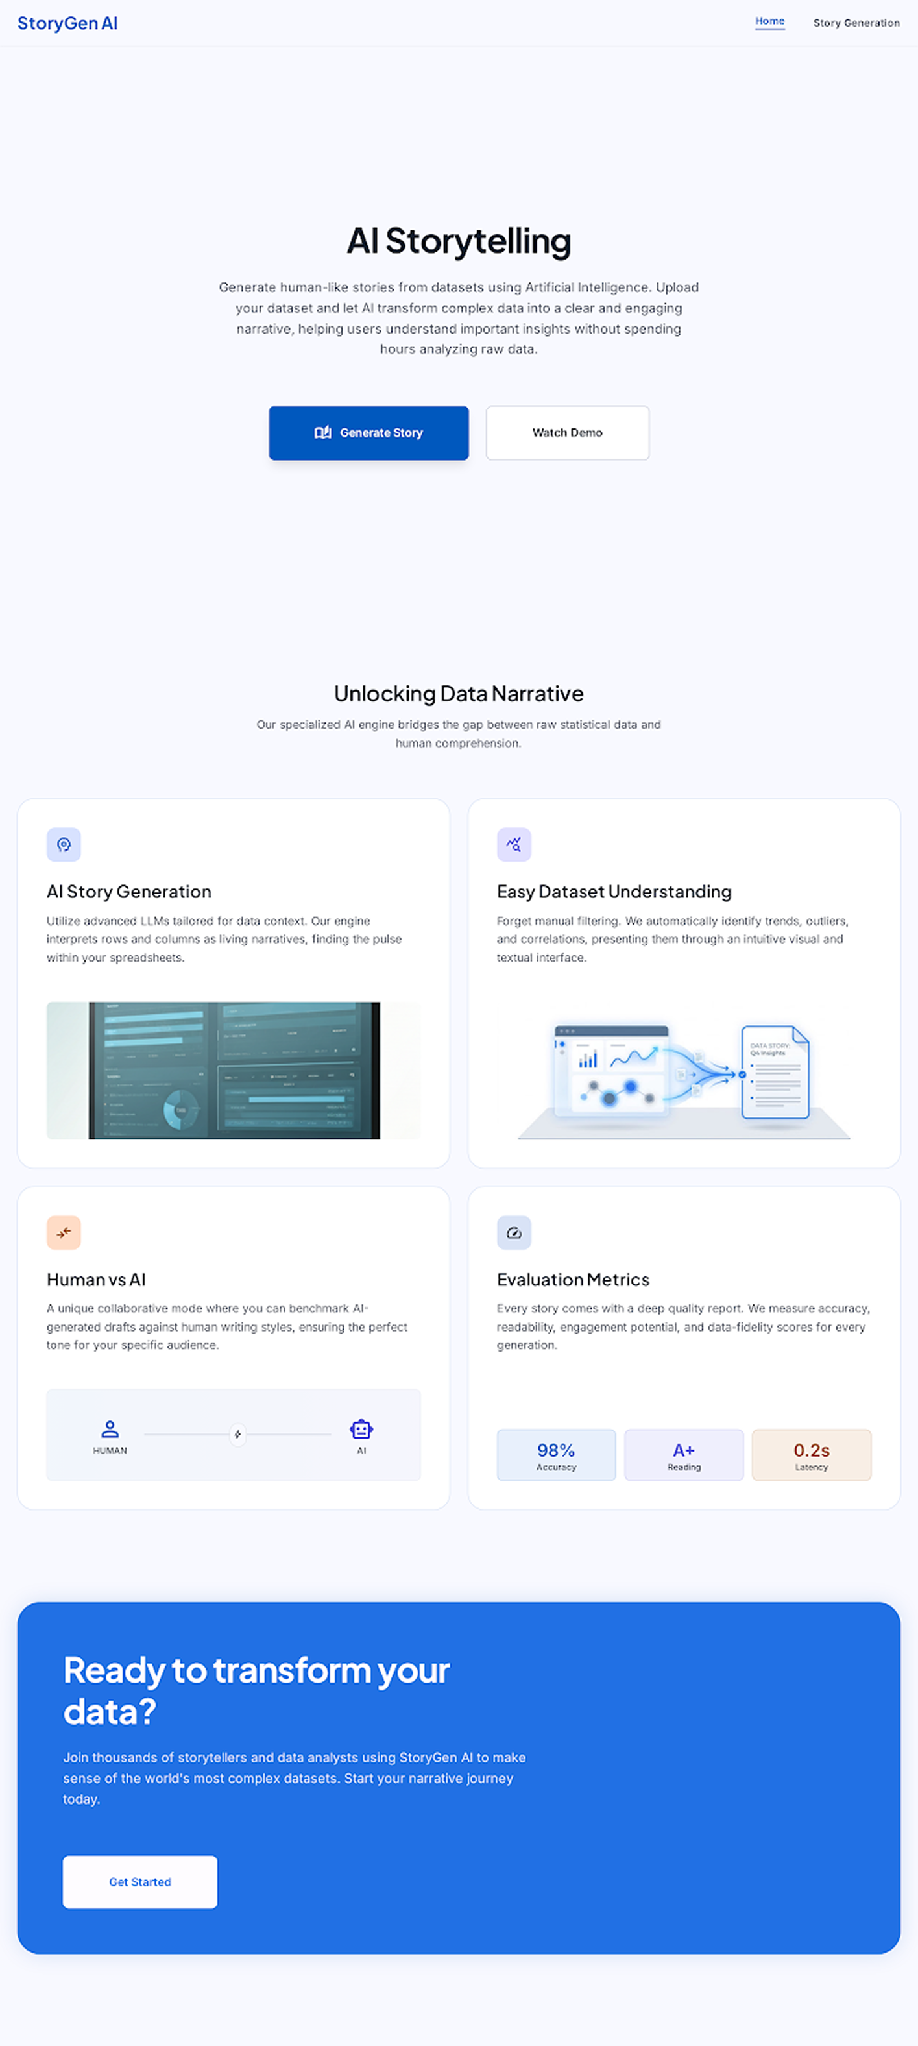 StoryGen AI
Home
Story Generation
AI Storytelling
Generate human-like stories from datasets using Artificial Intelligence. Upload
your dataset and let AI transform complex data into a clear and engaging
narrative, helping users understand important insights without spending
hours analyzing raw data.
Generate Story
Watch Demo
Unlocking Data Narrative
Our specialized AI engine bridges the gap between raw statistical data and
human comprehension.
AI Story Generation
Utilize advanced LLMs tailored for data context. Our engine
interprets rows and columns as living narratives, finding the pulse
within your spreadsheets.
Easy Dataset Understanding
Forget manual filtering. We automatically identify trends, outliers,
and correlations, presenting them through an intuitive visual and
textual interface.
DATA STORY:
Human vs AI
A unique collaborative mode where you can benchmark AI-
generated drafts against human writing styles, ensuring the perfect
tone for your specific audience.
HUMAN
AI
Evaluation Metrics
Every story comes with a deep quality report. We measure accuracy,
readability, engagement potential, and data-fidelity scores for every
generation.
98%
Accuracy
A+
Reading
0.2s
Latency
Ready to transform your
data?
Join thousands of storytellers and data analysts using StoryGen AI to make
sense of the world's most complex datasets. Start your narrative journey
today.
Get Started